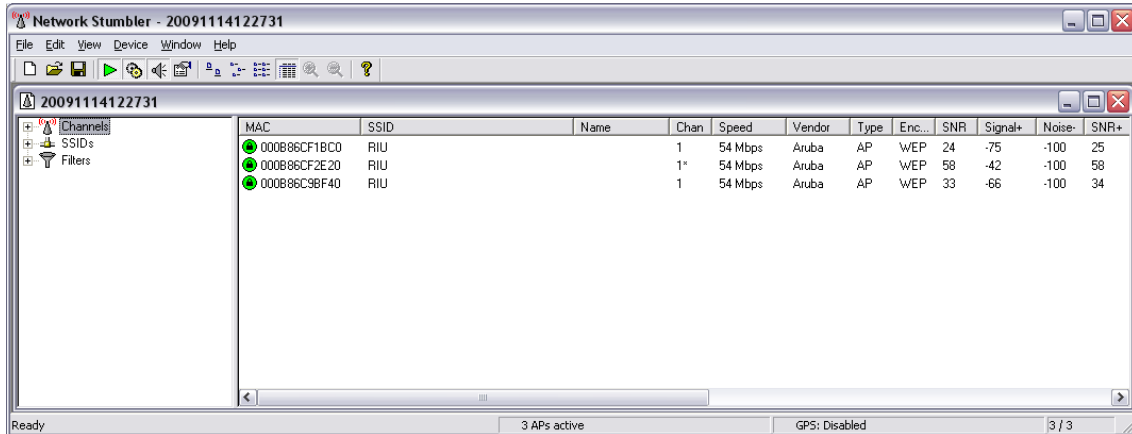 Network Stumbler - 20091114122731
File Edit View Device Window Help
20091114122731
Channels
SSIDs
Filters
MAC SSID Name Chan Speed Vendor Type Enc... SNR Signal+ Noise- SNR+
000B86CF1BC0 RIU 1 54 Mbps Aruba AP WEP 24 -75 -100 25
000B86CF2E20 RIU 1* 54 Mbps Aruba AP WEP 58 -42 -100 58
000B86C9BF40 RIU 1 54 Mbps Aruba AP WEP 33 -66 -100 34
Ready 3 APs active GPS: Disabled 3 / 3